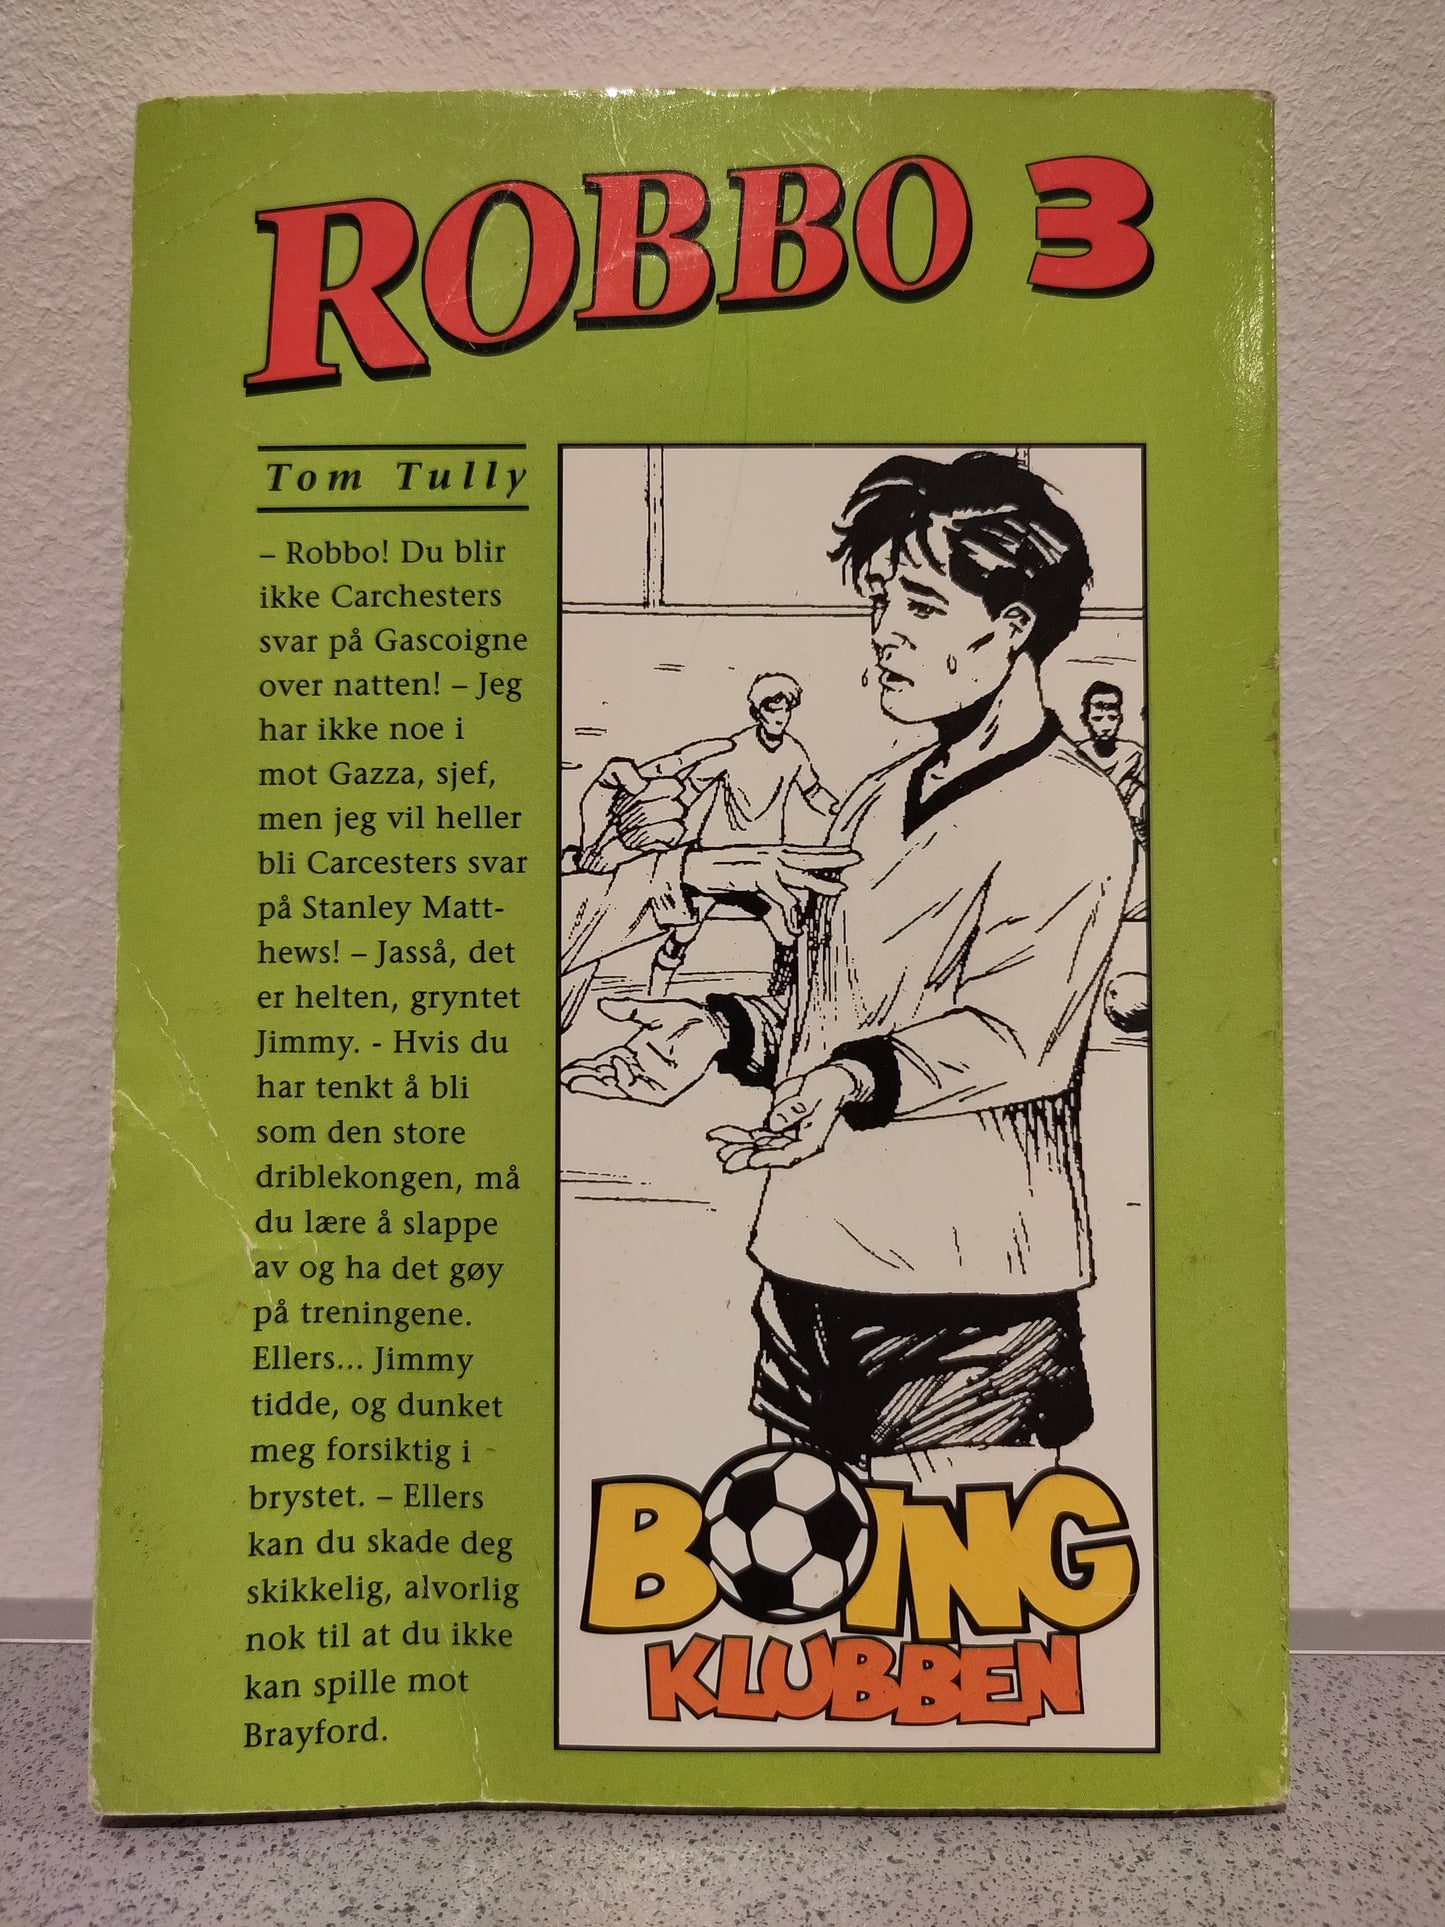 ROBBO 3
Tom Tully
– Robbo! Du blir
ikke Carchesters
svar på Gascoigne
over natten! – Jeg
har ikke noe i
mot Gazza, sjef,
men jeg vil heller
bli Carcesters svar
på Stanley Matt-
hews! – Jasså, det
er helten, gryntet
Jimmy. - Hvis du
har tenkt å bli
som den store
driblekongen, må
du lære å slappe
av og ha det gøy
på treningene.
Ellers... Jimmy
tidde, og dunket
meg forsiktig i
brystet. – Ellers
kan du skade deg
skikkelig, alvorlig
nok til at du ikke
kan spille mot
Brayford.
BOING
KLUBBEN